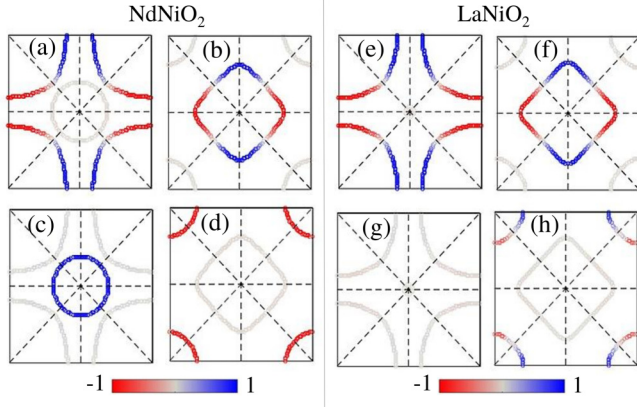 NdNiO2
LaNiO2
(a)
(b)
(e)
(f)
(c)
(d)
(g)
(h)
-1
1
-1
1